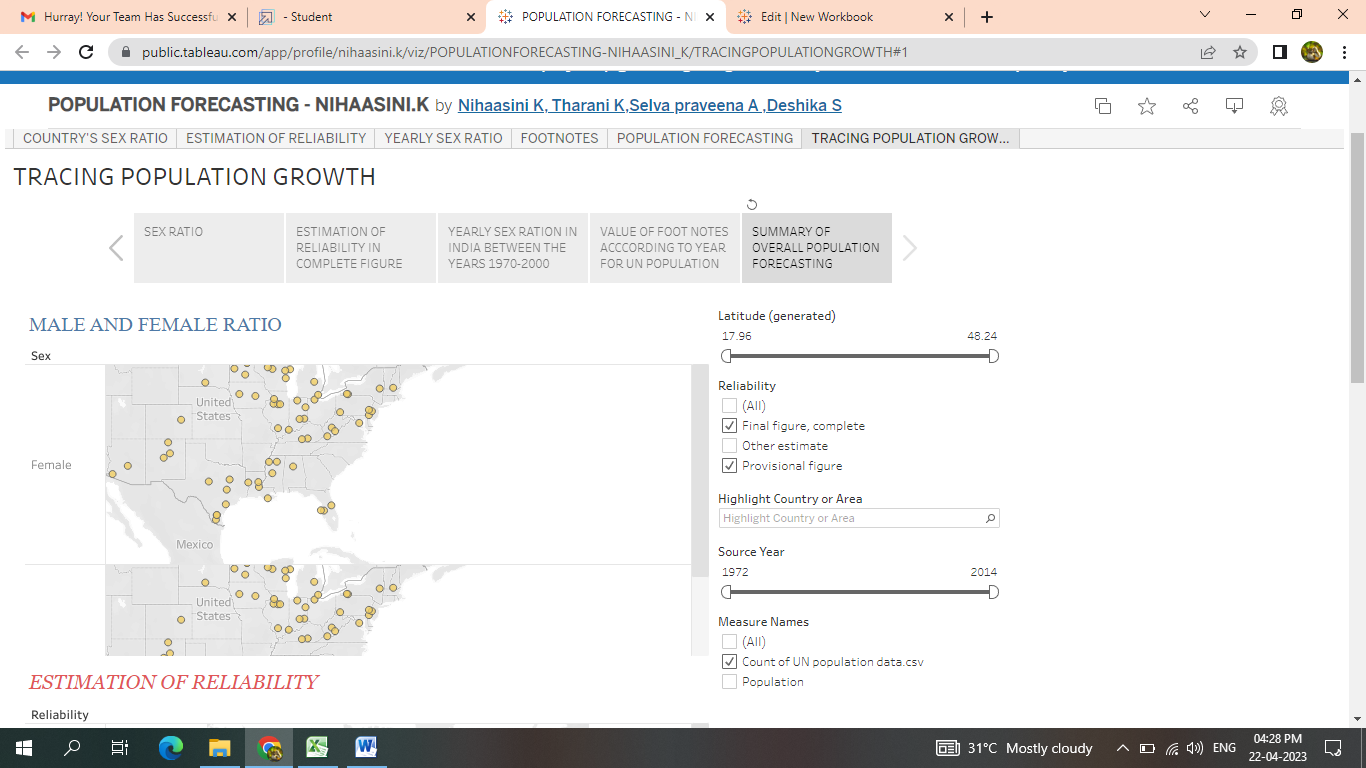 Hurray! Your Team Has Successfu
- Student
POPULATION FORECASTING - NI
Edit | New Workbook
public.tableau.com/app/profile/nihaasini.k/viz/POPULATIONFORECASTING-NIHAASINI_K/TRACINGPOPULATIONGROWTH#1
POPULATION FORECASTING - NIHAASINI.K by Nihaasini K, Tharani K,Selva praveena A ,Deshika S
COUNTRY'S SEX RATIO
ESTIMATION OF RELIABILITY
YEARLY SEX RATIO
FOOTNOTES
POPULATION FORECASTING
TRACING POPULATION GROW...
TRACING POPULATION GROWTH
SEX RATIO
ESTIMATION OF
RELIABILITY IN
COMPLETE FIGURE
YEARLY SEX RATION IN
INDIA BETWEEN THE
YEARS 1970-2000
VALUE OF FOOT NOTES
ACCCORDING TO YEAR
FOR UN POPULATION
SUMMARY OF
OVERALL POPULATION
FORECASTING
MALE AND FEMALE RATIO
Sex
United
States
Female
Mexico
United
States
ESTIMATION OF RELIABILITY
Reliability
Latitude (generated)
17.96
48.24
Reliability
(All)
Final figure, complete
Other estimate
Provisional figure
Highlight Country or Area
Highlight Country or Area
Source Year
1972
2014
Measure Names
(All)
Count of UN population data.csv
Population
31°C Mostly cloudy
ENG
04:28 PM
22-04-2023